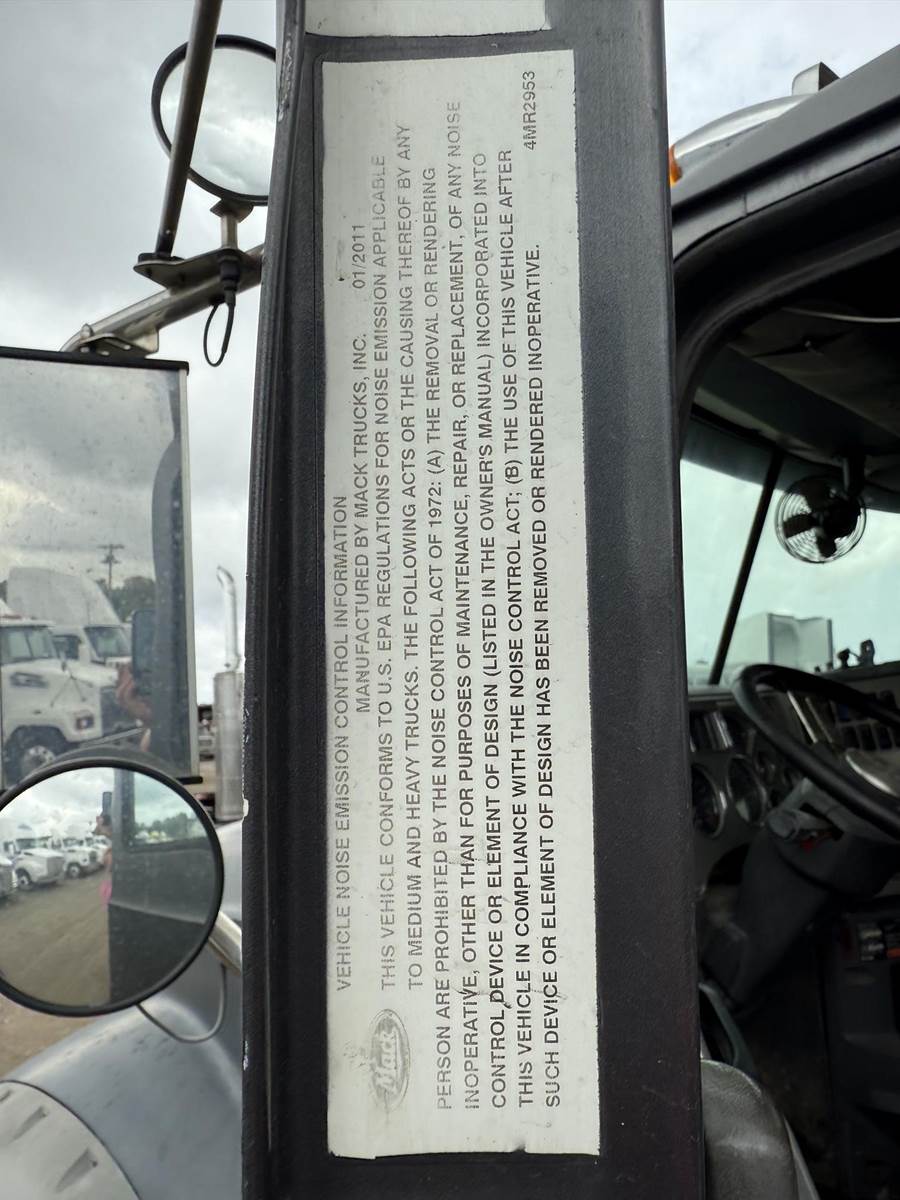 VEHICLE NOISE EMISSION CONTROL INFORMATION
MANUFACTURED BY MACK TRUCKS, INC. 01/2011
THIS VEHICLE CONFORMS TO U.S. EPA REGULATIONS FOR NOISE EMISSION APPLICABLE
TO MEDIUM AND HEAVY TRUCKS. THE FOLLOWING ACTS OR THE CAUSING THEREOF BY ANY
Mack
PERSON ARE PROHIBITED BY THE NOISE CONTROL ACT OF 1972: (A) THE REMOVAL OR RENDERING
INOPERATIVE, OTHER THAN FOR PURPOSES OF MAINTENANCE, REPAIR, OR REPLACEMENT, OF ANY NOISE
CONTROL DEVICE OR ELEMENT OF DESIGN (LISTED IN THE OWNER'S MANUAL) INCORPORATED INTO
THIS VEHICLE IN COMPLIANCE WITH THE NOISE CONTROL ACT; (B) THE USE OF THIS VEHICLE AFTER
SUCH DEVICE OR ELEMENT OF DESIGN HAS BEEN REMOVED OR RENDERED INOPERATIVE. 4MR2953